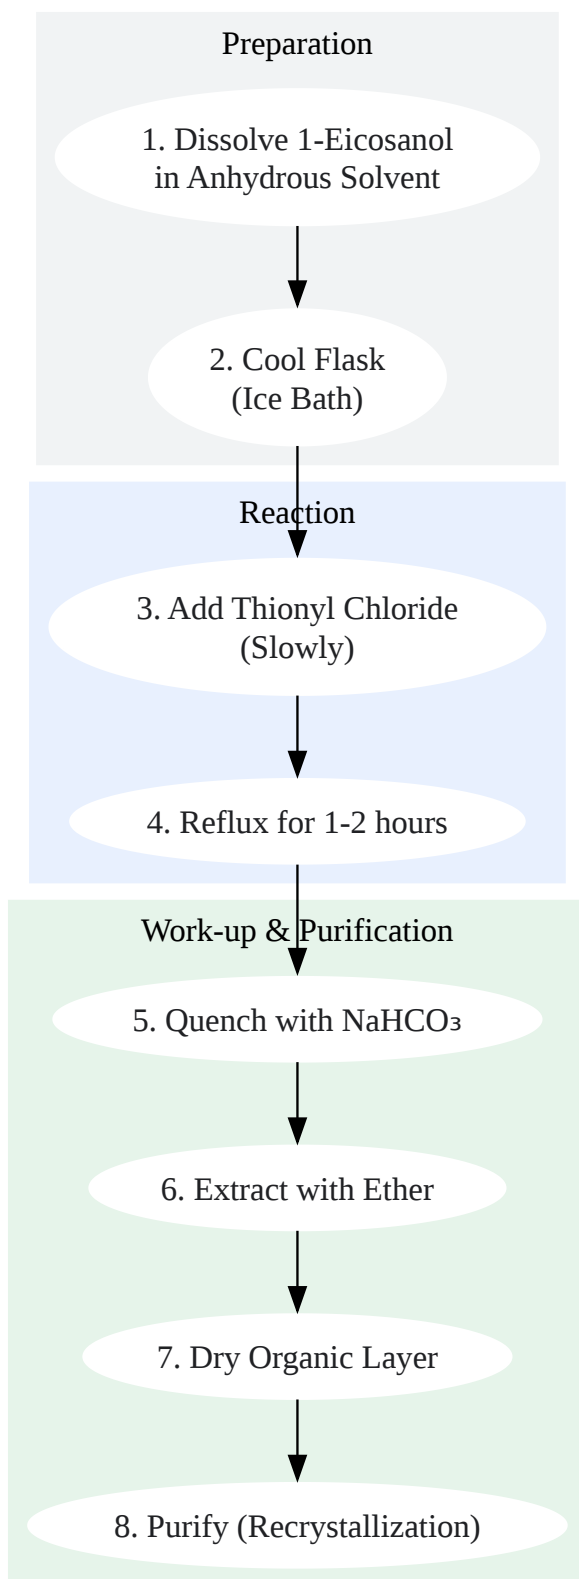 Preparation
1. Dissolve 1-Eicosanol
in Anhydrous Solvent
2. Cool Flask
(Ice Bath)
Reaction
3. Add Thionyl Chloride
(Slowly)
4. Reflux for 1-2 hours
Work-up & Purification
5. Quench with NaHCO₃
6. Extract with Ether
7. Dry Organic Layer
8. Purify (Recrystallization)